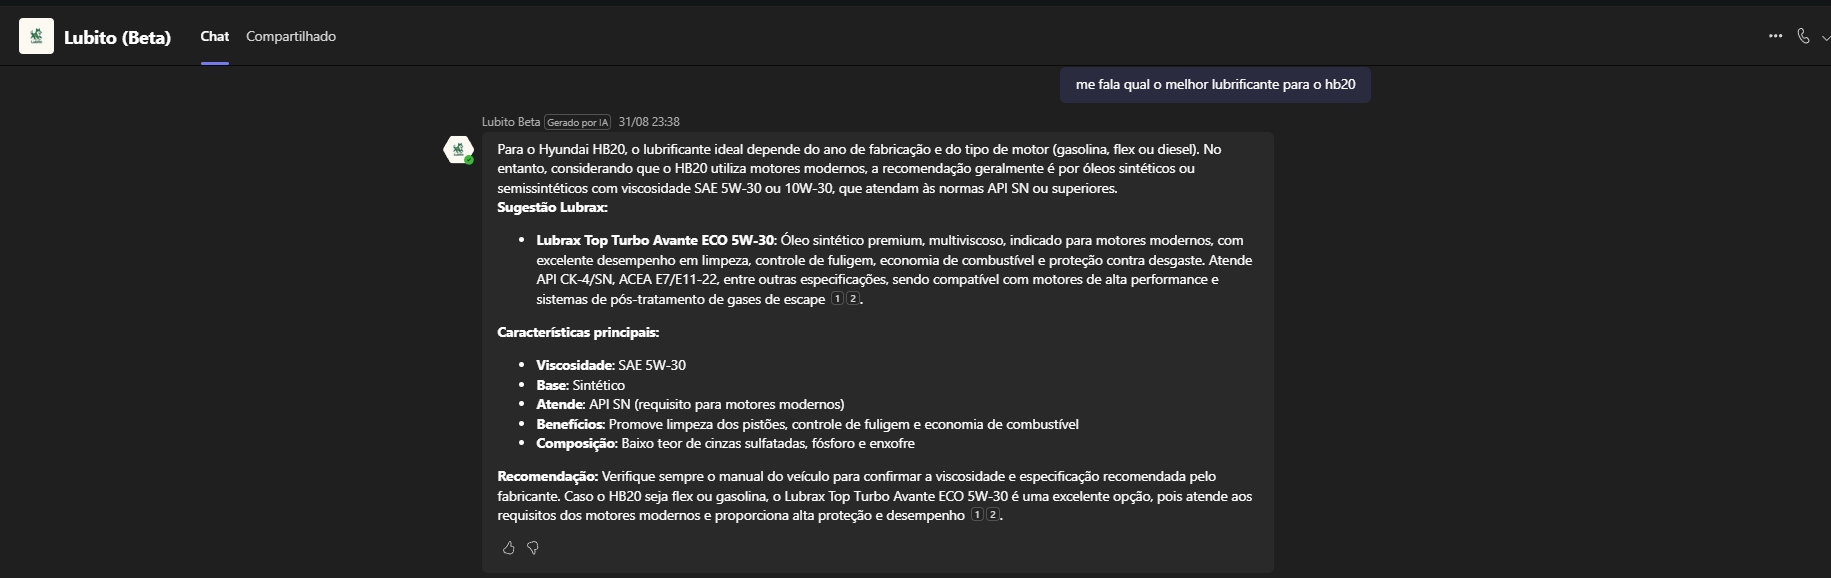 Lubito (Beta) Chat Compartilhado
me fala qual o melhor lubrificante para o hb20
Lubito Beta Gerado por IA 31/08 23:38
Para o Hyundai HB20, o lubrificante ideal depende do ano de fabricação e do tipo de motor (gasolina, flex ou diesel). No
entanto, considerando que o HB20 utiliza motores modernos, a recomendação geralmente é por óleos sintéticos ou
semissintéticos com viscosidade SAE 5W-30 ou 10W-30, que atendam às normas API SN ou superiores.
Sugestão Lubrax:
• Lubrax Top Turbo Avante ECO 5W-30: Óleo sintético premium, multiviscoso, indicado para motores modernos, com
excelente desempenho em limpeza, controle de fuligem, economia de combustível e proteção contra desgaste. Atende
API CK-4/SN, ACEA E7/E11-22, entre outras especificações, sendo compatível com motores de alta performance e
sistemas de pós-tratamento de gases de escape 1 2.
Características principais:
• Viscosidade: SAE 5W-30
• Base: Sintético
• Atende: API SN (requisito para motores modernos)
• Benefícios: Promove limpeza dos pistões, controle de fuligem e economia de combustível
• Composição: Baixo teor de cinzas sulfatadas, fósforo e enxofre
Recomendação: Verifique sempre o manual do veículo para confirmar a viscosidade e especificação recomendada pelo
fabricante. Caso o HB20 seja flex ou gasolina, o Lubrax Top Turbo Avante ECO 5W-30 é uma excelente opção, pois atende aos
requisitos dos motores modernos e proporciona alta proteção e desempenho 1 2.